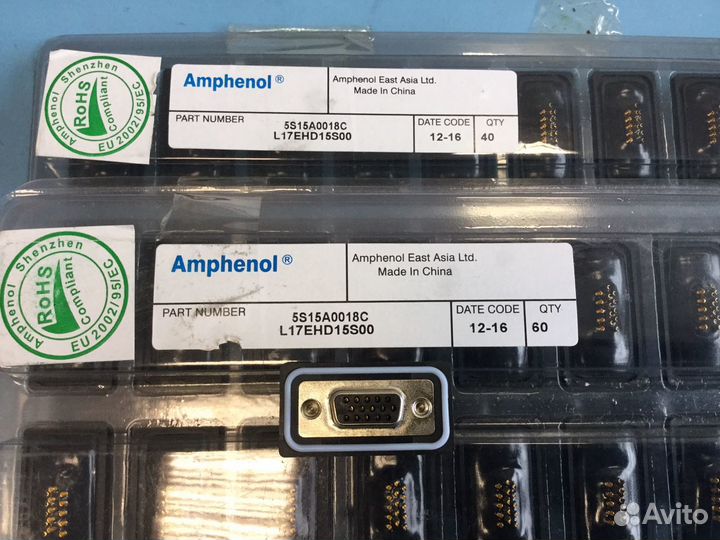 Amphenol Shenzhen
RoHS
Compliant
EU 2002/95/EC
Amphenol®
Amphenol East Asia Ltd.
Made In China
PART NUMBER
5S15A0018C
L17EHD15S00
DATE CODE
12-16
QTY
40
Amphenol Shenzhen
RoHS
Compliant
EU 2002/95/EC
Amphenol®
Amphenol East Asia Ltd.
Made In China
PART NUMBER
5S15A0018C
L17EHD15S00
DATE CODE
12-16
QTY
60
Avito